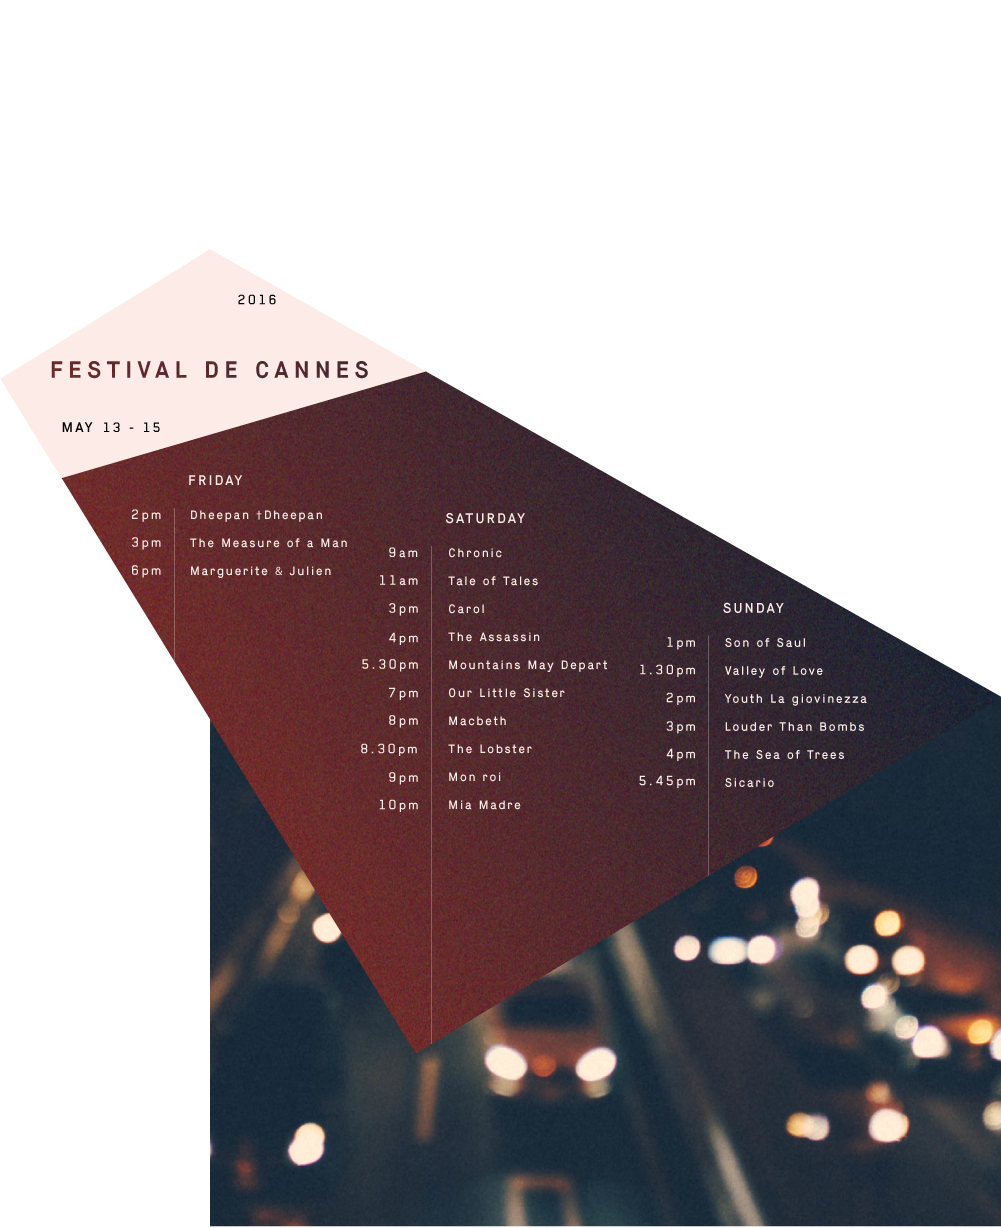 2016
FESTIVAL DE CANNES
MAY 13 - 15
FRIDAY
2pm Dheepan †Dheepan
3pm The Measure of a Man
6pm Marguerite & Julien
SATURDAY
9am Chronic
11am Tale of Tales
3pm Carol
4pm The Assassin
5.30pm Mountains May Depart
7pm Our Little Sister
8pm Macbeth
8.30pm The Lobster
9pm Mon roi
10pm Mia Madre
SUNDAY
1pm Son of Saul
1.30pm Valley of Love
2pm Youth La giovinezza
3pm Louder Than Bombs
4pm The Sea of Trees
5.45pm Sicario